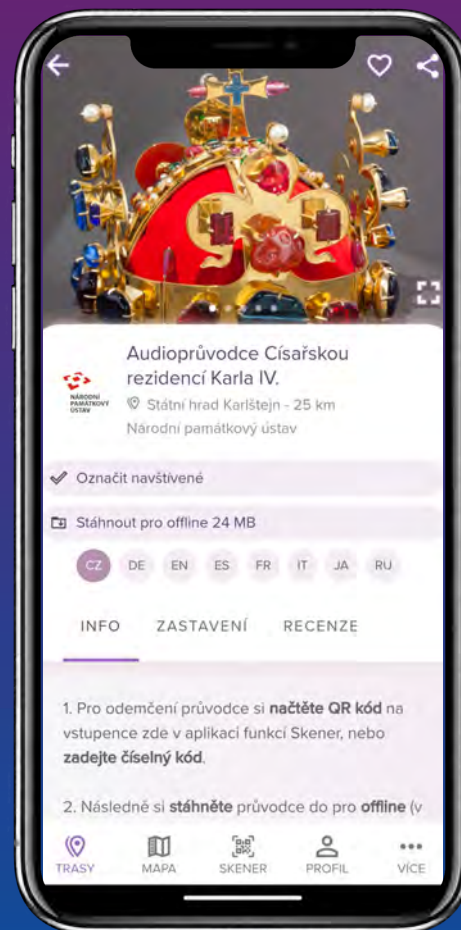 Audioprůvodce Císařskou
rezidencí Karla IV.
NÁRODNÍ
PAMÁTKOVÝ
ÚSTAV
Státní hrad Karlštejn - 25 km
Národní památkový ústav
Označit navštívené
Stáhnout pro offline 24 MB
CZ DE EN ES FR IT JA RU
INFO ZASTAVENÍ RECENZE
1. Pro odemčení průvodce si načtěte QR kód na
vstupence zde v aplikaci funkcí Skener, nebo
zadejte číselný kód.
2. Následně si stáhněte průvodce do pro offline (v
TRASY MAPA SKENER PROFIL VÍCE